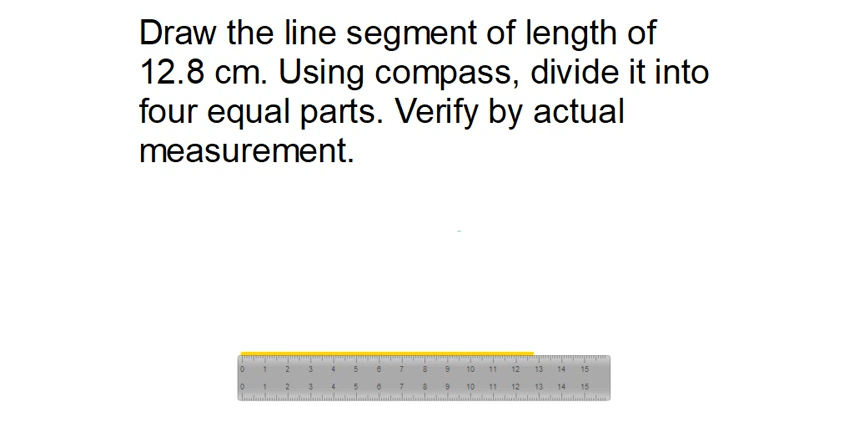 Draw the line segment of length of
12.8 cm. Using compass, divide it into
four equal parts. Verify by actual
measurement.
0 1 2 3 4 5 6 7 8 9 10 11 12 13 14 15
0 1 2 3 4 5 6 7 8 9 10 11 12 13 14 15